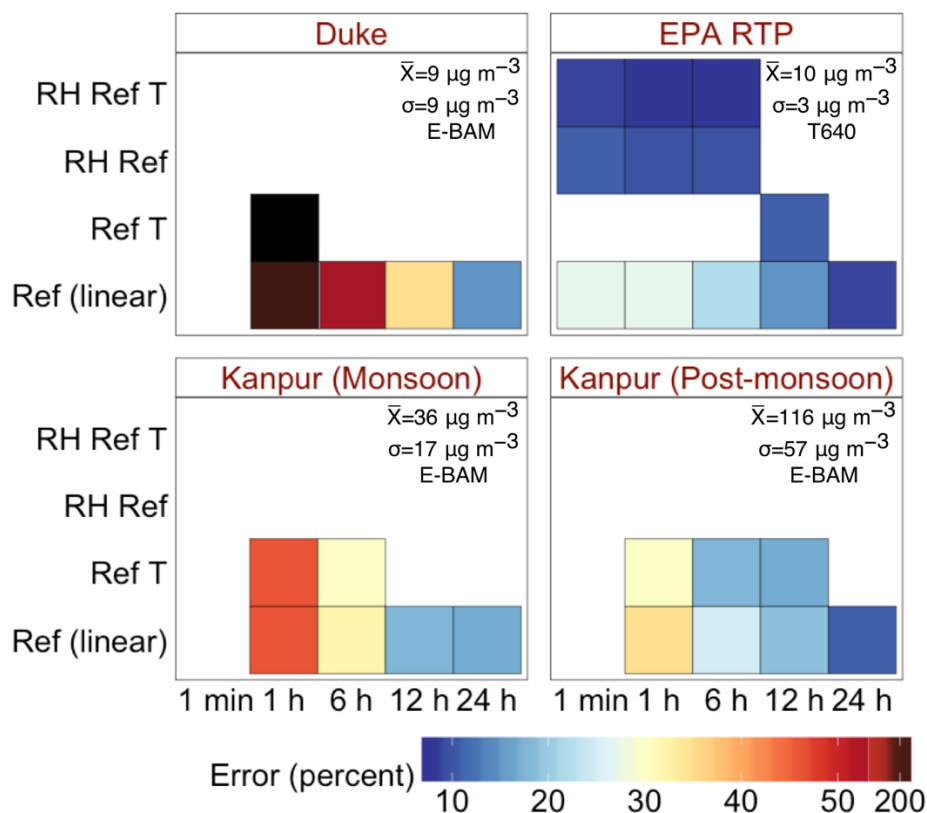 Duke
EPA RTP
RH Ref T
RH Ref
Ref T
Ref (linear)
X̅=9 μg m⁻³
σ=9 μg m⁻³
E-BAM
X̅=10 μg m⁻³
σ=3 μg m⁻³
T640
Kanpur (Monsoon)
Kanpur (Post-monsoon)
RH Ref T
RH Ref
Ref T
Ref (linear)
X̅=36 μg m⁻³
σ=17 μg m⁻³
E-BAM
X̅=116 μg m⁻³
σ=57 μg m⁻³
E-BAM
1 min 1 h 6 h 12 h 24 h
1 min 1 h 6 h 12 h 24 h
Error (percent)
10 20 30 40 50 200